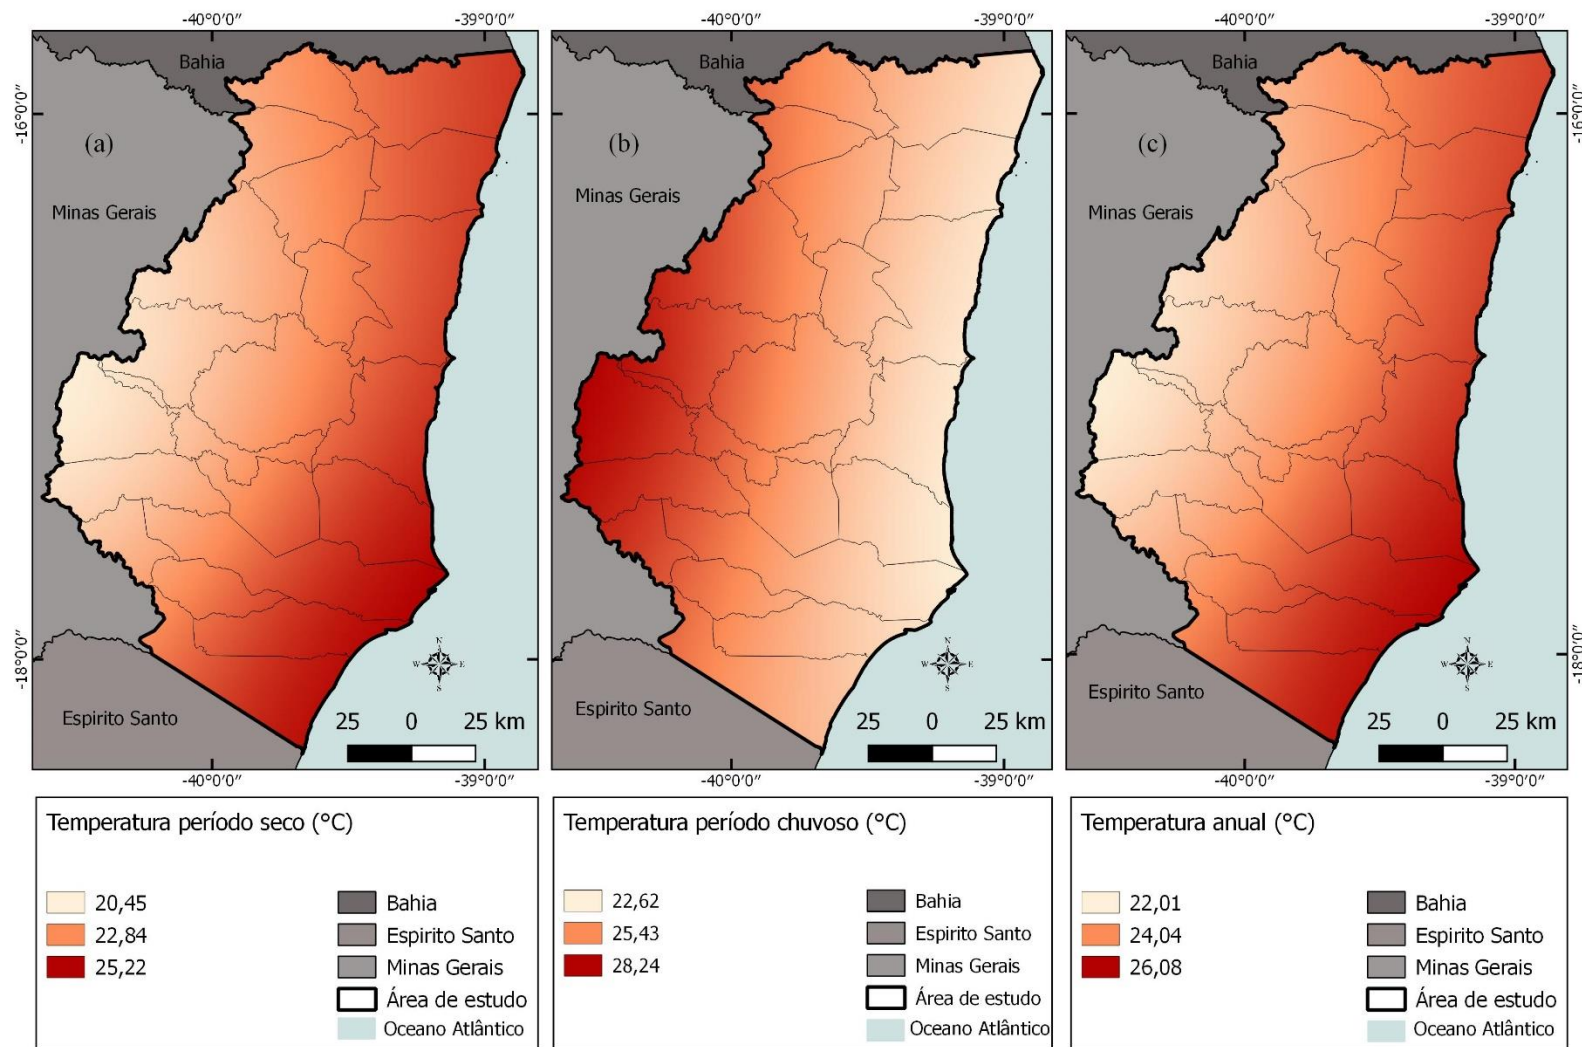 -40°0'0" -39°0'0" -40°0'0" -39°0'0" -40°0'0" -39°0'0"
-16°0'0"
-18°0'0"
Bahia
(a)
Minas Gerais
Espirito Santo
N
W E
S
25 0 25 km
Bahia
(b)
Minas Gerais
Espirito Santo
N
W E
S
25 0 25 km
Bahia
(c)
Minas Gerais
Espirito Santo
N
W E
S
25 0 25 km
-16°0'0"
-18°0'0"
-40°0'0" -39°0'0" -40°0'0" -39°0'0" -40°0'0" -39°0'0"
Temperatura período seco (°C)
20,45
22,84
25,22
Bahia
Espirito Santo
Minas Gerais
Área de estudo
Oceano Atlântico
Temperatura período chuvoso (°C)
22,62
25,43
28,24
Bahia
Espirito Santo
Minas Gerais
Área de estudo
Oceano Atlântico
Temperatura anual (°C)
22,01
24,04
26,08
Bahia
Espirito Santo
Minas Gerais
Área de estudo
Oceano Atlântico